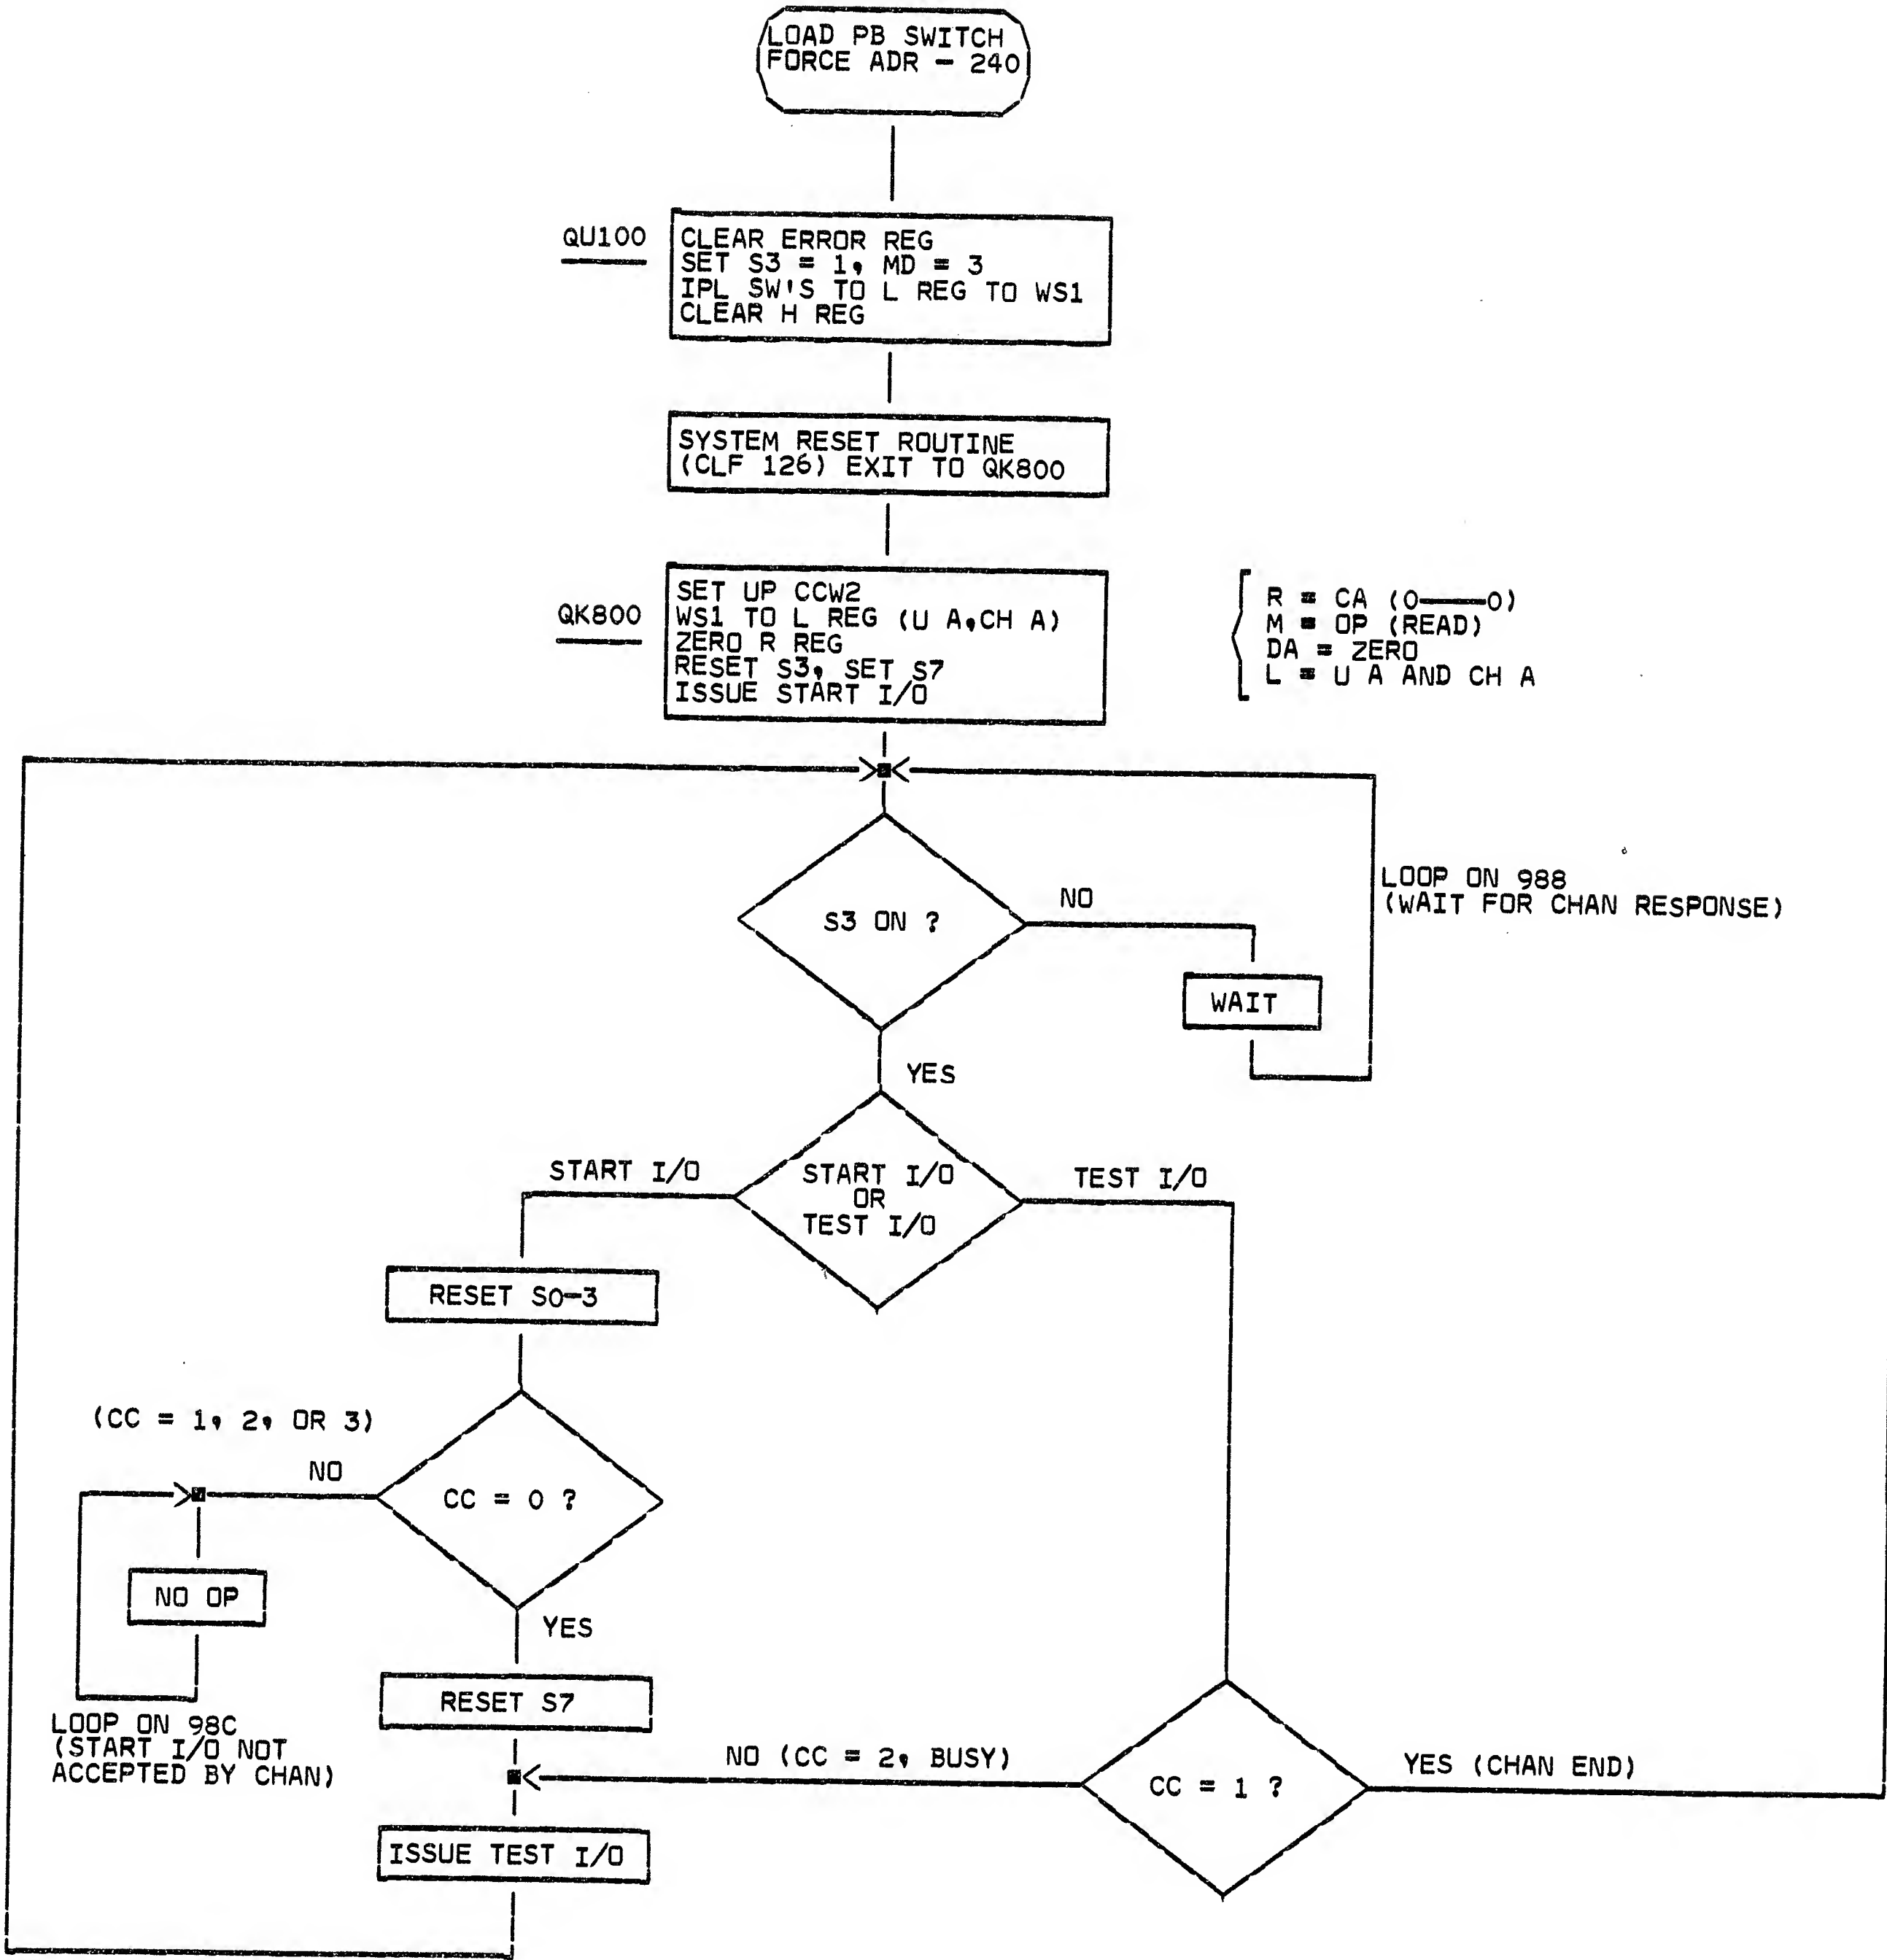 LOAD PB SWITCH
FORCE ADR - 240
QU100
CLEAR ERROR REG
SET S3 = 1, MD = 3
IPL SW'S TO L REG TO WS1
CLEAR H REG
SYSTEM RESET ROUTINE
(CLF 126) EXIT TO QK800
QK800
SET UP CCW2
WS1 TO L REG (U A,CH A)
ZERO R REG
RESET S3, SET S7
ISSUE START I/O
R = CA (0——0)
M = OP (READ)
DA = ZERO
L = U A AND CH A
S3 ON ?
NO
LOOP ON 988
(WAIT FOR CHAN RESPONSE)
WAIT
YES
START I/O
START I/O
OR
TEST I/O
TEST I/O
RESET S0-3
(CC = 1, 2, OR 3)
NO
CC = 0 ?
NO OP
YES
RESET S7
LOOP ON 98C
(START I/O NOT
ACCEPTED BY CHAN)
NO (CC = 2, BUSY)
CC = 1 ?
YES (CHAN END)
ISSUE TEST I/O